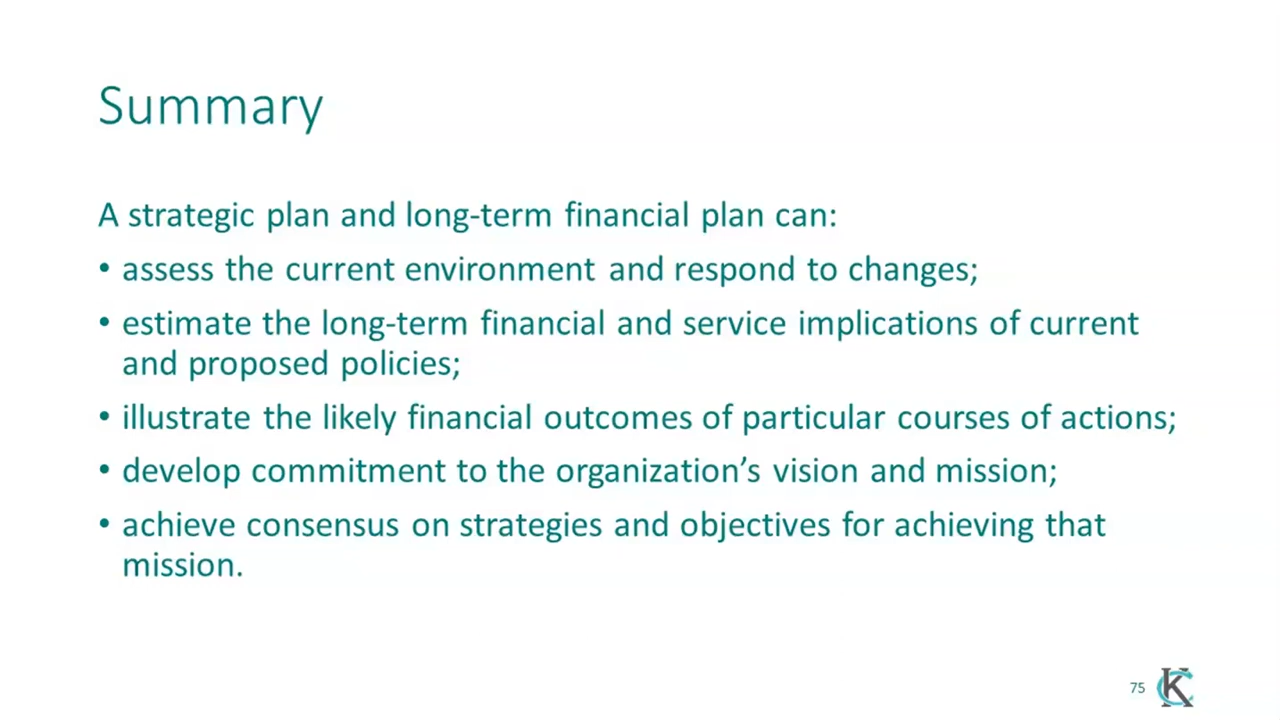 Summary
A strategic plan and long-term financial plan can:
• assess the current environment and respond to changes;
• estimate the long-term financial and service implications of current
and proposed policies;
• illustrate the likely financial outcomes of particular courses of actions;
• develop commitment to the organization’s vision and mission;
• achieve consensus on strategies and objectives for achieving that
mission.
75
KC